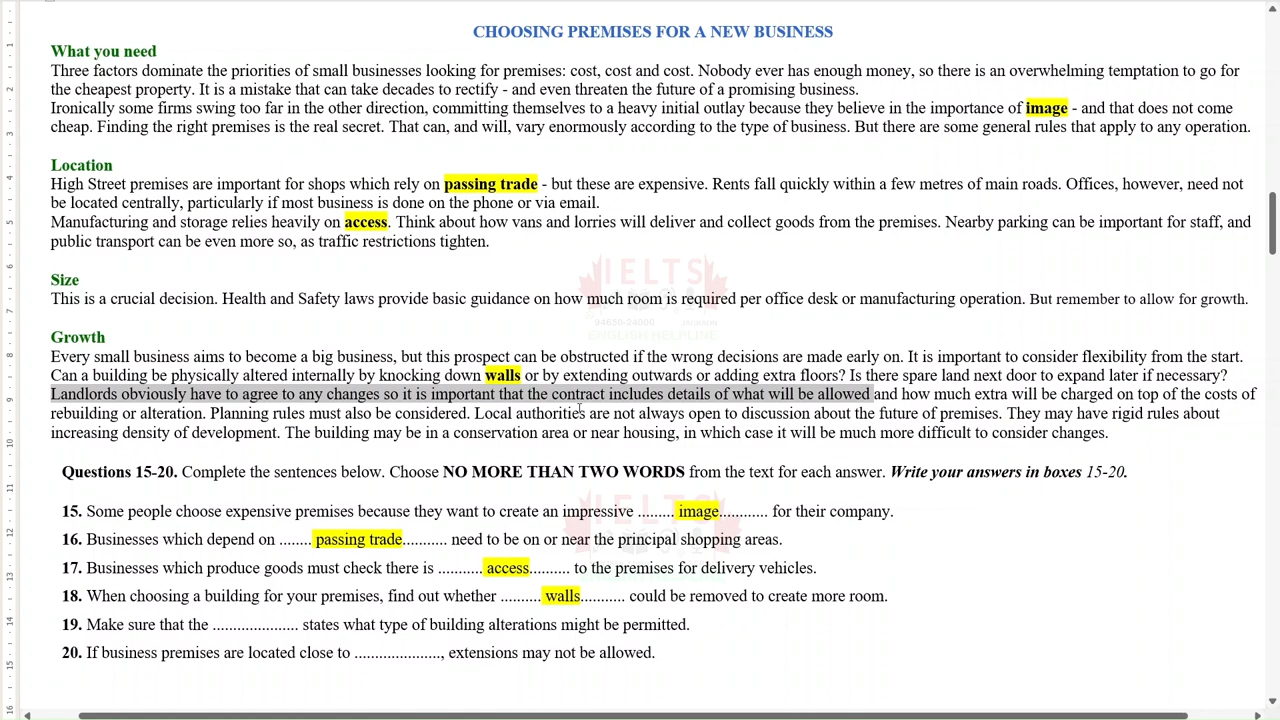 CHOOSING PREMISES FOR A NEW BUSINESS
What you need
Three factors dominate the priorities of small businesses looking for premises: cost, cost and cost. Nobody ever has enough money, so there is an overwhelming temptation to go for
the cheapest property. It is a mistake that can take decades to rectify - and even threaten the future of a promising business.
Ironically some firms swing too far in the other direction, committing themselves to a heavy initial outlay because they believe in the importance of image - and that does not come
cheap. Finding the right premises is the real secret. That can, and will, vary enormously according to the type of business. But there are some general rules that apply to any operation.
Location
High Street premises are important for shops which rely on passing trade - but these are expensive. Rents fall quickly within a few metres of main roads. Offices, however, need not
be located centrally, particularly if most business is done on the phone or via email.
Manufacturing and storage relies heavily on access. Think about how vans and lorries will deliver and collect goods from the premises. Nearby parking can be important for staff, and
public transport can be even more so, as traffic restrictions tighten.
IELTS
Size
This is a crucial decision. Health and Safety laws provide basic guidance on how much room is required per office desk or manufacturing operation. But remember to allow for growth.
94650-24000 JACKSON
ENGLISH HELPLINE
Growth
Every small business aims to become a big business, but this prospect can be obstructed if the wrong decisions are made early on. It is important to consider flexibility from the start.
Can a building be physically altered internally by knocking down walls or by extending outwards or adding extra floors? Is there spare land next door to expand later if necessary?
Landlords obviously have to agree to any changes so it is important that the contract includes details of what will be allowed and how much extra will be charged on top of the costs of
rebuilding or alteration. Planning rules must also be considered. Local authorities are not always open to discussion about the future of premises. They may have rigid rules about
increasing density of development. The building may be in a conservation area or near housing, in which case it will be much more difficult to consider changes.
Questions 15-20. Complete the sentences below. Choose NO MORE THAN TWO WORDS from the text for each answer. Write your answers in boxes 15-20.
IELTS
15. Some people choose expensive premises because they want to create an impressive ......... image............ for their company.
16. Businesses which depend on ........ passing trade........... need to be on or near the principal shopping areas.
17. Businesses which produce goods must check there is ........... access.......... to the premises for delivery vehicles.
18. When choosing a building for your premises, find out whether .......... walls........... could be removed to create more room.
19. Make sure that the ..................... states what type of building alterations might be permitted.
20. If business premises are located close to ....................., extensions may not be allowed.